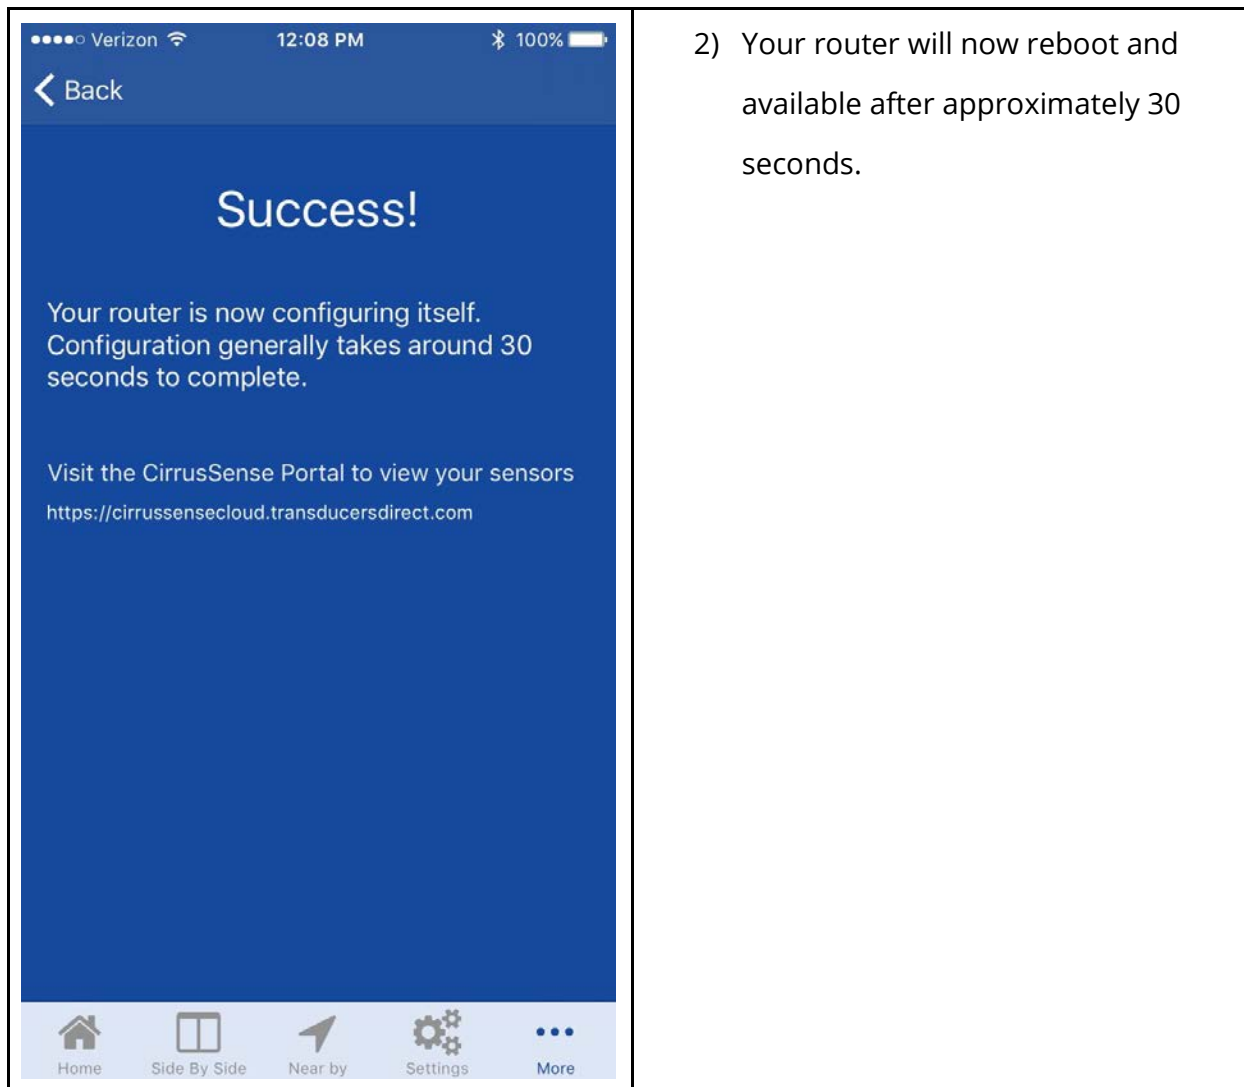 Verizon 12:08 PM 100%
Back
Success!
Your router is now configuring itself.
Configuration generally takes around 30
seconds to complete.
Visit the CirrusSense Portal to view your sensors
https://cirrussensecloud.transducersdirect.com
Home Side By Side Near by Settings More
2) Your router will now reboot and
available after approximately 30
seconds.